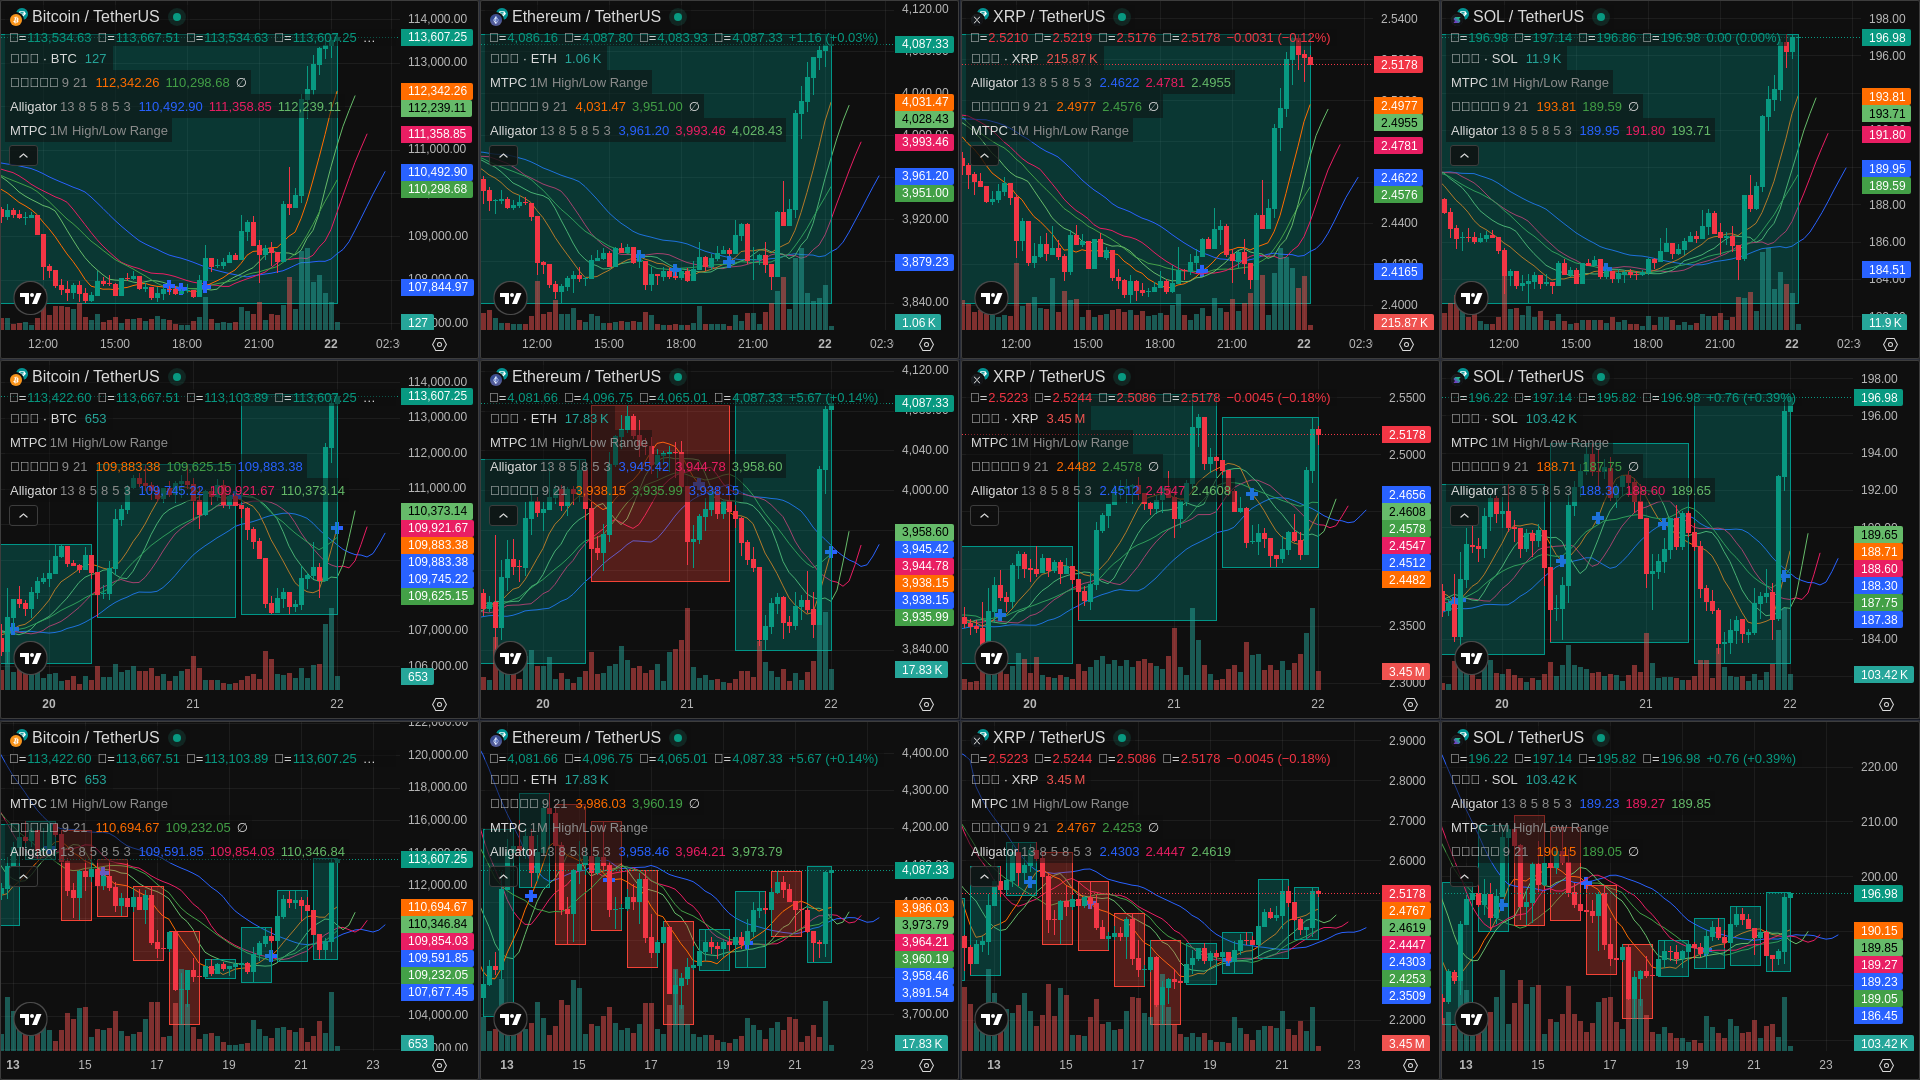 Bitcoin / TetherUS
□=113,534.63 □=113,667.51 □=113,534.63 □=113,607.25 ...
□□□ · BTC 127
□□□□□ 9 21 112,342.26 110,298.68 ∅
Alligator 13 8 5 8 5 3 110,492.90 111,358.85 112,239.11
MTPC 1M High/Low Range
114,000.00
113,607.25
113,000.00
112,342.26
112,239.11
111,358.85
111,000.00
110,492.90
110,298.68
109,000.00
107,844.97
127
12:00 15:00 18:00 21:00 22 02:3
Ethereum / TetherUS
□=4,086.16 □=4,087.80 □=4,083.93 □=4,087.33 +1.16 (+0.03%)
□□□ · ETH 1.06 K
MTPC 1M High/Low Range
□□□□□ 9 21 4,031.47 3,951.00 ∅
Alligator 13 8 5 8 5 3 3,961.20 3,993.46 4,028.43
4,120.00
4,087.33
4,040.00
4,031.47
4,028.43
3,993.46
3,961.20
3,951.00
3,920.00
3,879.23
3,840.00
1.06 K
12:00 15:00 18:00 21:00 22 02:3
XRP / TetherUS
□=2.5210 □=2.5219 □=2.5176 □=2.5178 −0.0031 (−0.12%)
□□□ · XRP 215.87 K
Alligator 13 8 5 8 5 3 2.4622 2.4781 2.4955
□□□□□ 9 21 2.4977 2.4576 ∅
MTPC 1M High/Low Range
2.5400
2.5178
2.4977
2.4955
2.4781
2.4622
2.4576
2.4400
2.4165
2.4000
215.87 K
12:00 15:00 18:00 21:00 22 02:3
SOL / TetherUS
□=196.98 □=197.14 □=196.86 □=196.98 0.00 (0.00%)
□□□ · SOL 11.9 K
MTPC 1M High/Low Range
□□□□□ 9 21 193.81 189.59 ∅
Alligator 13 8 5 8 5 3 189.95 191.80 193.71
198.00
196.98
196.00
193.81
193.71
191.80
189.95
189.59
188.00
186.00
184.51
184.00
11.9 K
12:00 15:00 18:00 21:00 22 02:3
Bitcoin / TetherUS
□=113,422.60 □=113,667.51 □=113,103.89 □=113,607.25 ...
□□□ · BTC 653
MTPC 1M High/Low Range
□□□□□ 9 21 109,883.38 109,625.15 109,883.38
Alligator 13 8 5 8 5 3 109,745.22 109,921.67 110,373.14
114,000.00
113,607.25
113,000.00
112,000.00
111,000.00
110,373.14
109,921.67
109,883.38
109,883.38
109,745.22
109,625.15
107,000.00
106,000.00
653
20 21 22
Ethereum / TetherUS
□=4,081.66 □=4,096.75 □=4,065.01 □=4,087.33 +5.67 (+0.14%)
□□□ · ETH 17.83 K
MTPC 1M High/Low Range
Alligator 13 8 5 8 5 3 3,945.42 3,944.78 3,958.60
□□□□□ 9 21 3,938.15 3,935.99 3,938.15
4,120.00
4,087.33
4,040.00
4,000.00
3,958.60
3,945.42
3,944.78
3,938.15
3,938.15
3,935.99
3,840.00
17.83 K
20 21 22
XRP / TetherUS
□=2.5223 □=2.5244 □=2.5086 □=2.5178 −0.0045 (−0.18%)
□□□ · XRP 3.45 M
MTPC 1M High/Low Range
□□□□□ 9 21 2.4482 2.4578 ∅
Alligator 13 8 5 8 5 3 2.4512 2.4547 2.4608
2.5500
2.5178
2.5000
2.4656
2.4608
2.4578
2.4547
2.4512
2.4482
2.3500
3.45 M
2.3000
20 21 22
SOL / TetherUS
□=196.22 □=197.14 □=195.82 □=196.98 +0.76 (+0.39%)
□□□ · SOL 103.42 K
MTPC 1M High/Low Range
□□□□□ 9 21 188.71 187.75 ∅
Alligator 13 8 5 8 5 3 188.30 188.60 189.65
198.00
196.98
196.00
194.00
192.00
189.65
188.71
188.60
188.30
187.75
187.38
184.00
103.42 K
20 21 22
Bitcoin / TetherUS
□=113,422.60 □=113,667.51 □=113,103.89 □=113,607.25 ...
□□□ · BTC 653
MTPC 1M High/Low Range
□□□□□ 9 21 110,694.67 109,232.05 ∅
Alligator 13 8 5 8 5 3 109,591.85 109,854.03 110,346.84
122,000.00
120,000.00
118,000.00
116,000.00
113,607.25
112,000.00
110,694.67
110,346.84
109,854.03
109,591.85
109,232.05
107,677.45
104,000.00
653
13 15 17 19 21 23
Ethereum / TetherUS
□=4,081.66 □=4,096.75 □=4,065.01 □=4,087.33 +5.67 (+0.14%)
□□□ · ETH 17.83 K
□□□□□ 9 21 3,986.03 3,960.19 ∅
MTPC 1M High/Low Range
Alligator 13 8 5 8 5 3 3,958.46 3,964.21 3,973.79
4,400.00
4,300.00
4,200.00
4,087.33
3,986.03
3,973.79
3,964.21
3,960.19
3,958.46
3,891.54
3,700.00
17.83 K
13 15 17 19 21 23
XRP / TetherUS
□=2.5223 □=2.5244 □=2.5086 □=2.5178 −0.0045 (−0.18%)
□□□ · XRP 3.45 M
MTPC 1M High/Low Range
□□□□□ 9 21 2.4767 2.4253 ∅
Alligator 13 8 5 8 5 3 2.4303 2.4447 2.4619
2.9000
2.8000
2.7000
2.6000
2.5178
2.4767
2.4619
2.4447
2.4303
2.4253
2.3509
2.2000
3.45 M
13 15 17 19 21 23
SOL / TetherUS
□=196.22 □=197.14 □=195.82 □=196.98 +0.76 (+0.39%)
□□□ · SOL 103.42 K
Alligator 13 8 5 8 5 3 189.23 189.27 189.85
MTPC 1M High/Low Range
□□□□□ 9 21 190.15 189.05 ∅
220.00
210.00
200.00
196.98
190.15
189.85
189.27
189.23
189.05
186.45
103.42 K
13 15 17 19 21 23